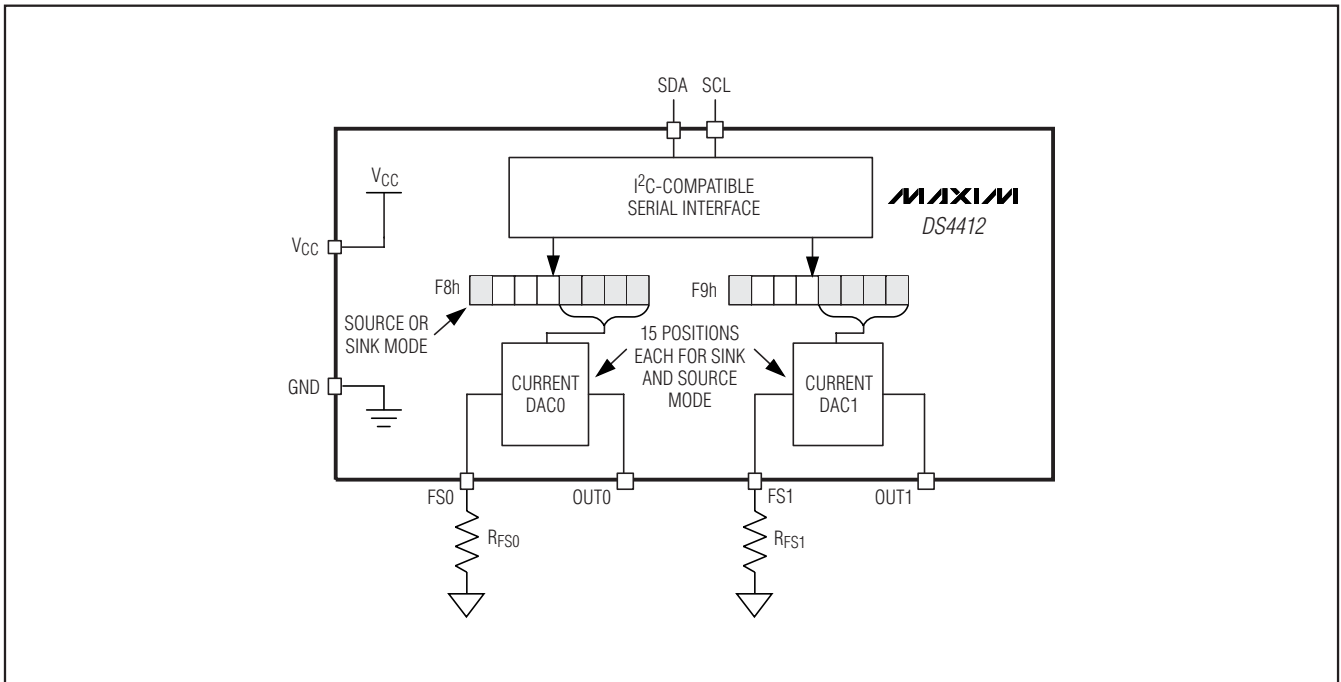 SDA SCL
VCC
I2C-COMPATIBLE
SERIAL INTERFACE
MAXIM
DS4412
VCC
F8h
F9h
SOURCE OR
SINK MODE
15 POSITIONS
EACH FOR SINK
AND SOURCE
MODE
GND
CURRENT
DAC0
CURRENT
DAC1
FS0
OUT0
FS1
OUT1
RFS0
RFS1